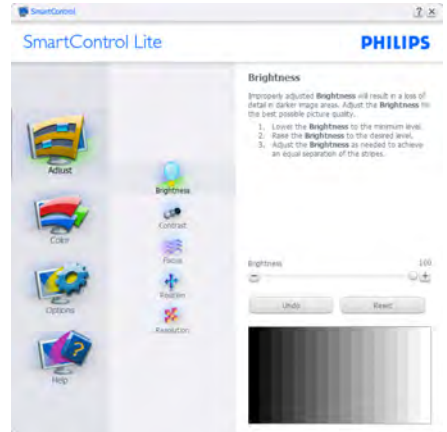 SmartControl
? X
SmartControl Lite
PHILIPS
Adjust
Color
Options
Help
Brightness
Contrast
Focus
Position
Resolution
Brightness
Improperly adjusted Brightness will result in a loss of
detail in darker image areas. Adjust the Brightness for
the best possible picture quality.
1. Lower the Brightness to the minimum level.
2. Raise the Brightness to the desired level.
3. Adjust the Brightness as needed to achieve
an equal separation of the stripes.
Brightness 100
- +
Undo Reset